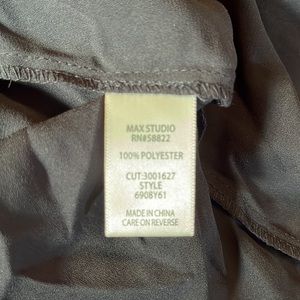 MAX STUDIO
RN#58822
100% POLYESTER
CUT:3001627
STYLE
6908Y61
MADE IN CHINA
CARE ON REVERSE